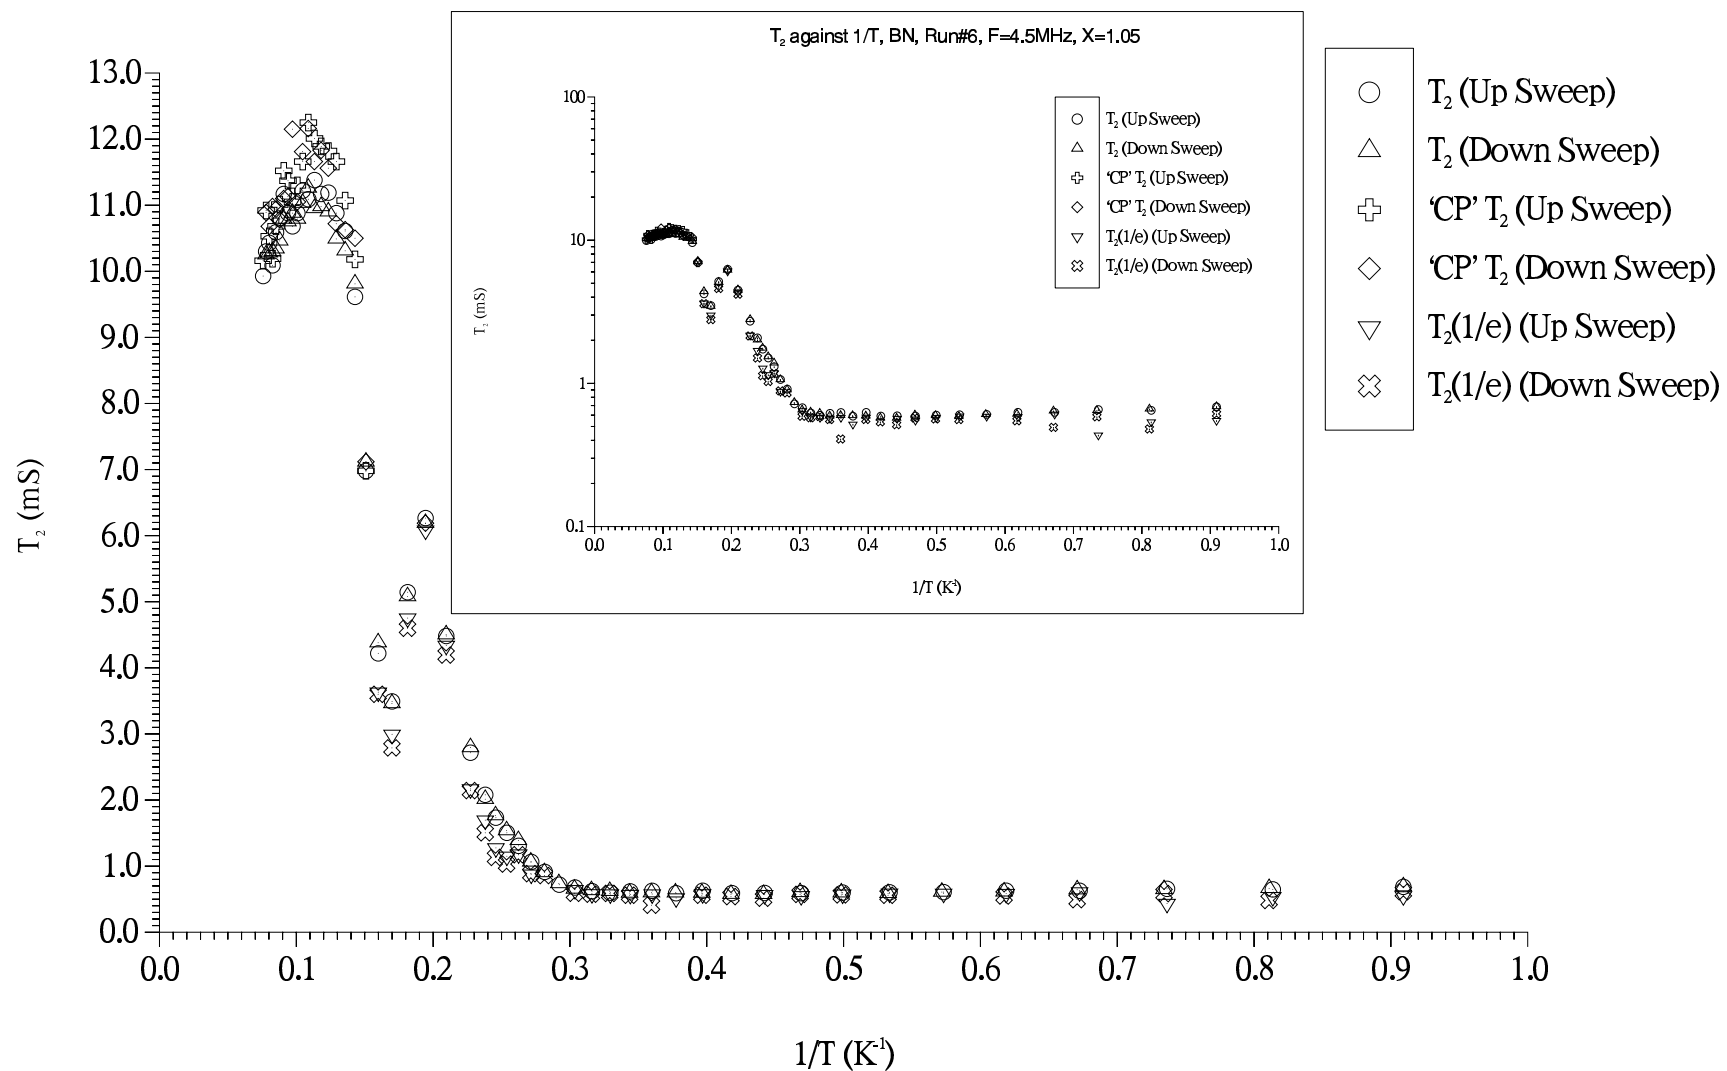 T₂ against 1/T, BN, Run#6, F=4.5MHz, X=1.05
100
10
1
0.1
T₂ (mS)
0.0 0.1 0.2 0.3 0.4 0.5 0.6 0.7 0.8 0.9 1.0
1/T (K⁻¹)
T₂ (Up Sweep)
T₂ (Down Sweep)
‘CP’ T₂ (Up Sweep)
‘CP’ T₂ (Down Sweep)
T₂(1/e) (Up Sweep)
T₂(1/e) (Down Sweep)
13.0
12.0
11.0
10.0
9.0
8.0
7.0
6.0
5.0
4.0
3.0
2.0
1.0
0.0
T₂ (mS)
0.0 0.1 0.2 0.3 0.4 0.5 0.6 0.7 0.8 0.9 1.0
1/T (K⁻¹)
T₂ (Up Sweep)
T₂ (Down Sweep)
‘CP’ T₂ (Up Sweep)
‘CP’ T₂ (Down Sweep)
T₂(1/e) (Up Sweep)
T₂(1/e) (Down Sweep)